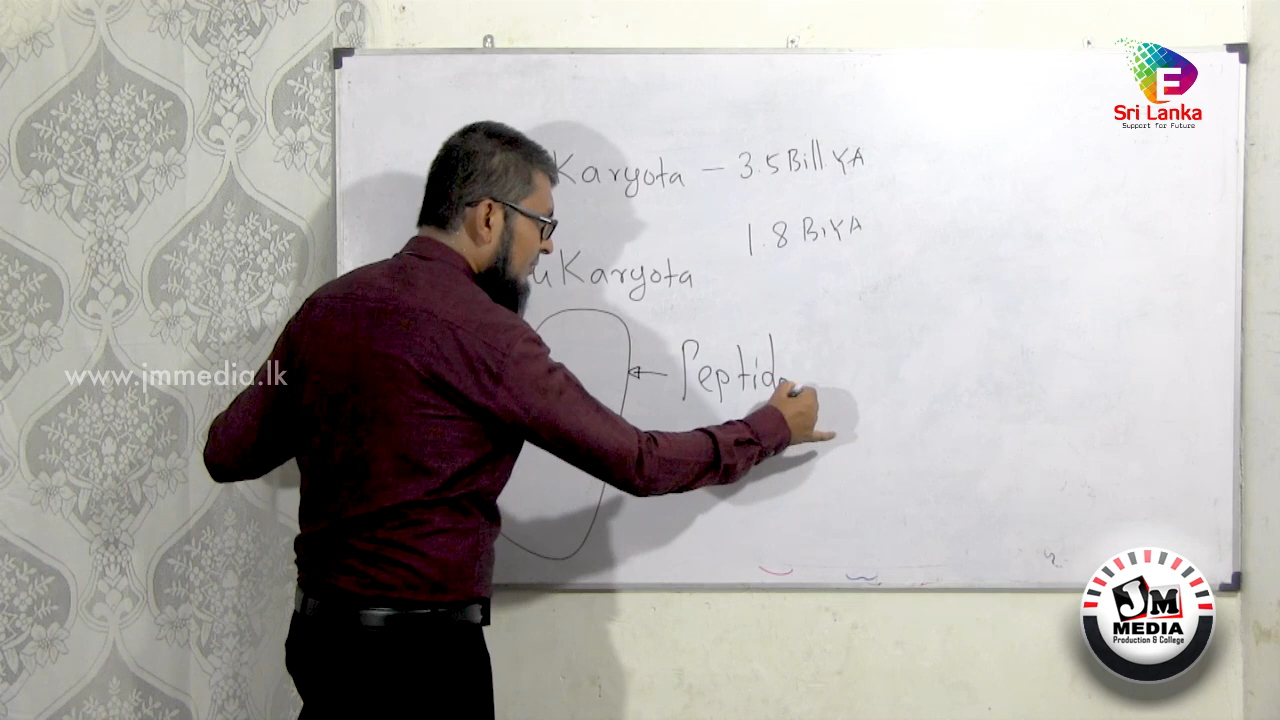 Karyota – 3.5 Bill YA
1.8 BiYA
uKaryota
Peptid
www.jmmedia.lk
E
Sri Lanka
Support for Future
JM
MEDIA
Production & College